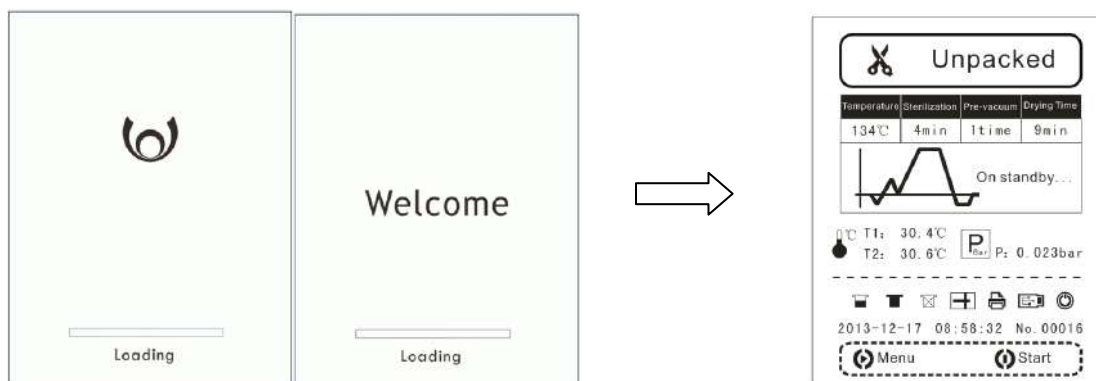 Loading
Welcome
Loading
Unpacked
Temperature Sterilization Pre-vacuum Drying Time
134℃ 4min 1time 9min
On standby...
℃ T1: 30.4℃
T2: 30.6℃
P
Bar
P: 0.023bar
2013-12-17 08:58:32 No.00016
Menu Start